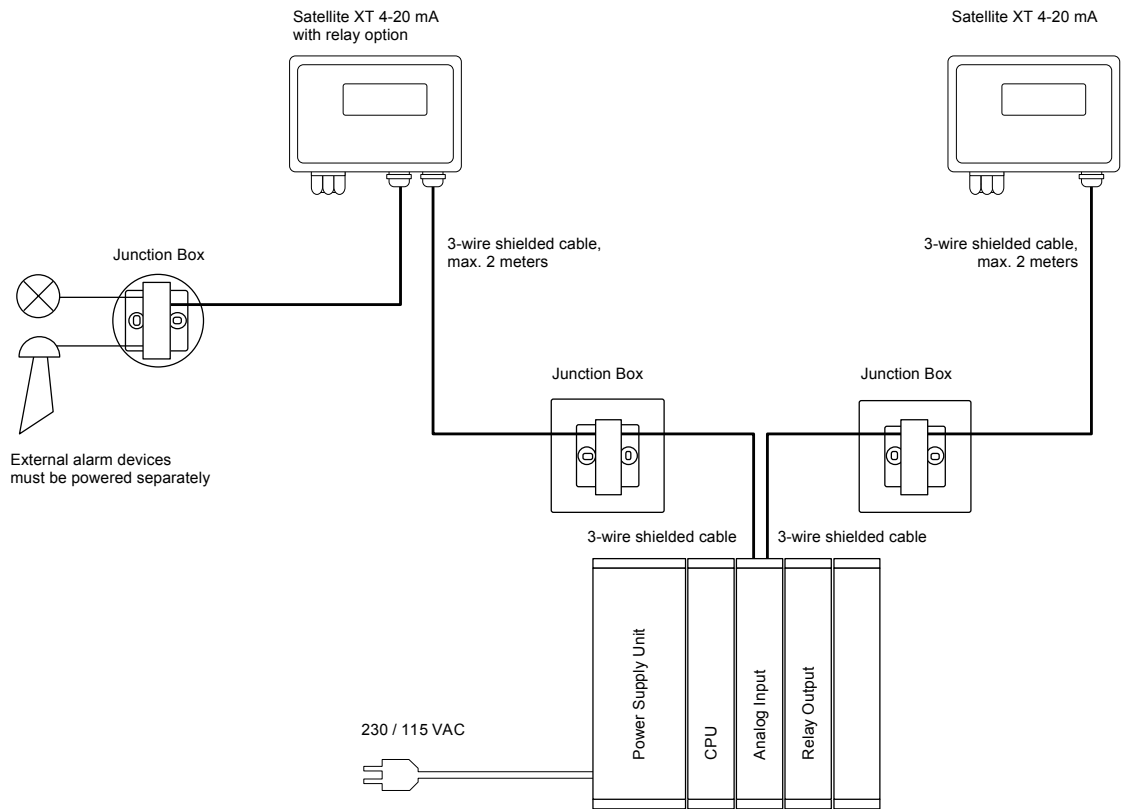 Satellite XT 4-20 mA
with relay option
Satellite XT 4-20 mA
3-wire shielded cable,
max. 2 meters
3-wire shielded cable,
max. 2 meters
Junction Box
External alarm devices
must be powered separately
Junction Box
Junction Box
3-wire shielded cable
3-wire shielded cable
Power Supply Unit
CPU
Analog Input
Relay Output
230 / 115 VAC